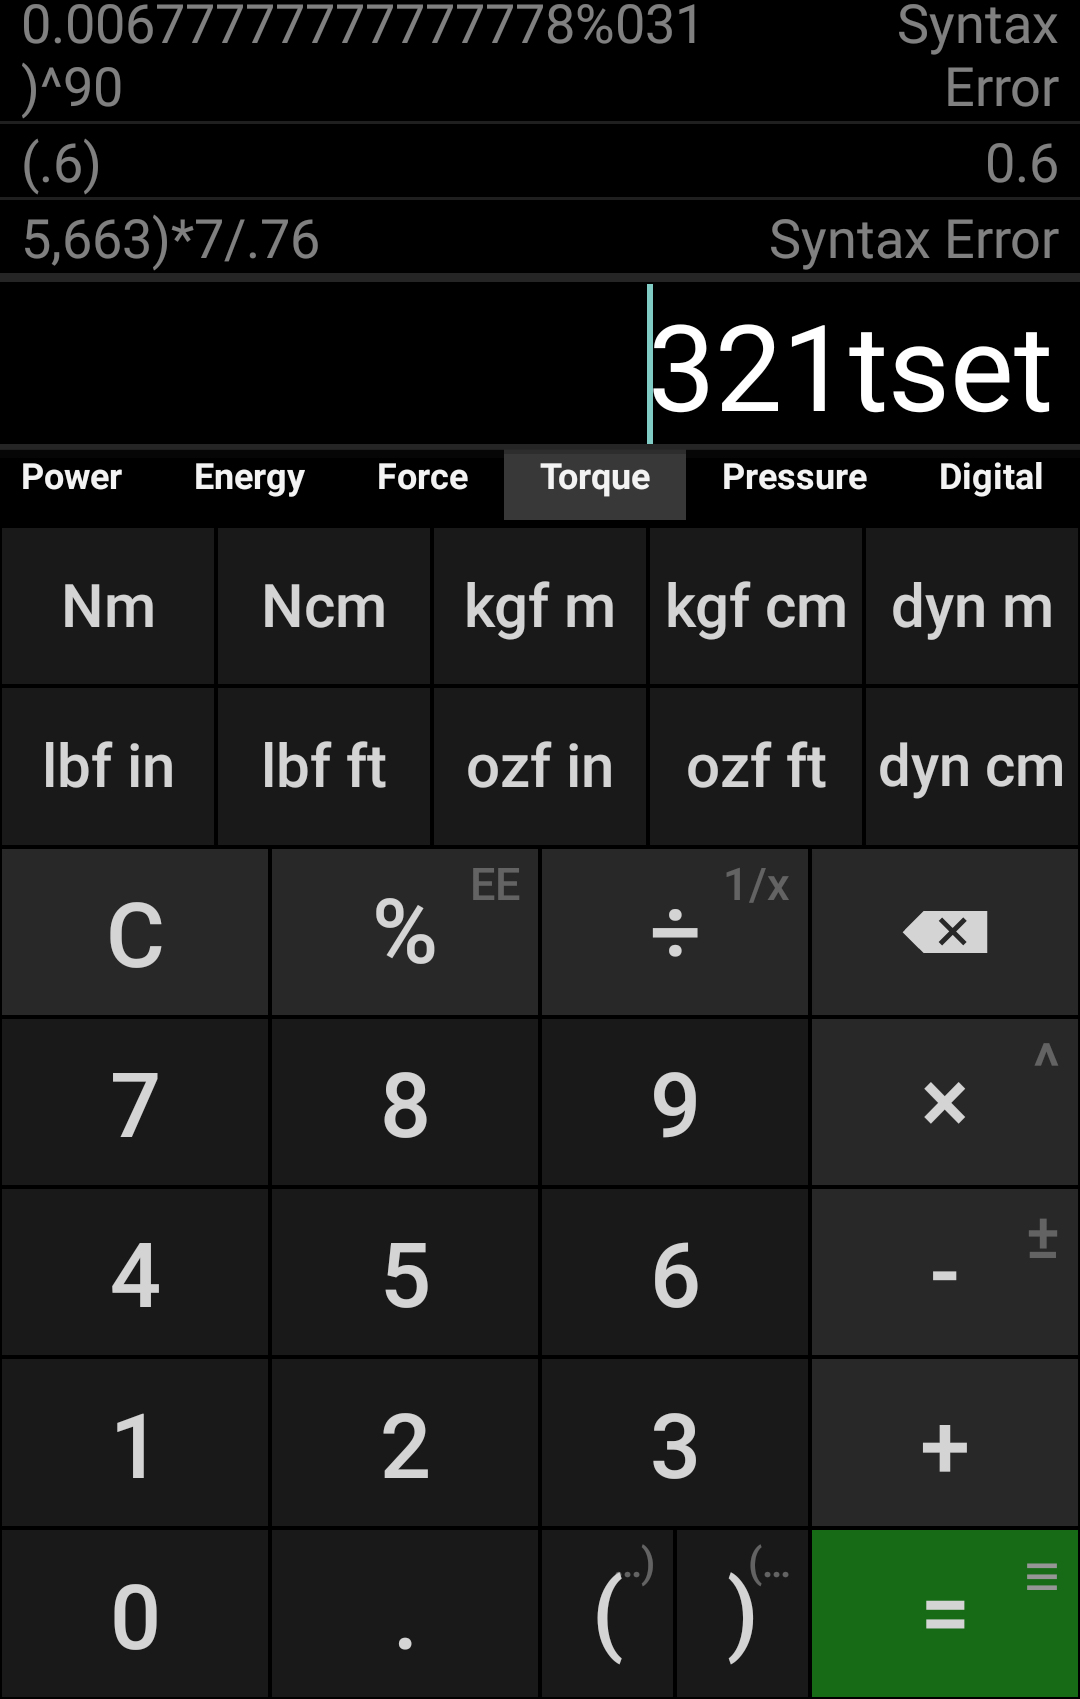 0.0067777777777777778%031 Syntax
)^90 Error
(.6) 0.6
5,663)*7/.76 Syntax Error
321tset
Power Energy Force Torque Pressure Digital
Nm Ncm kgf m kgf cm dyn m
lbf in lbf ft ozf in ozf ft dyn cm
C % EE ÷ 1/x
7 8 9 × ^
4 5 6 - ±
1 2 3 +
0 . ( ..) ) (... =